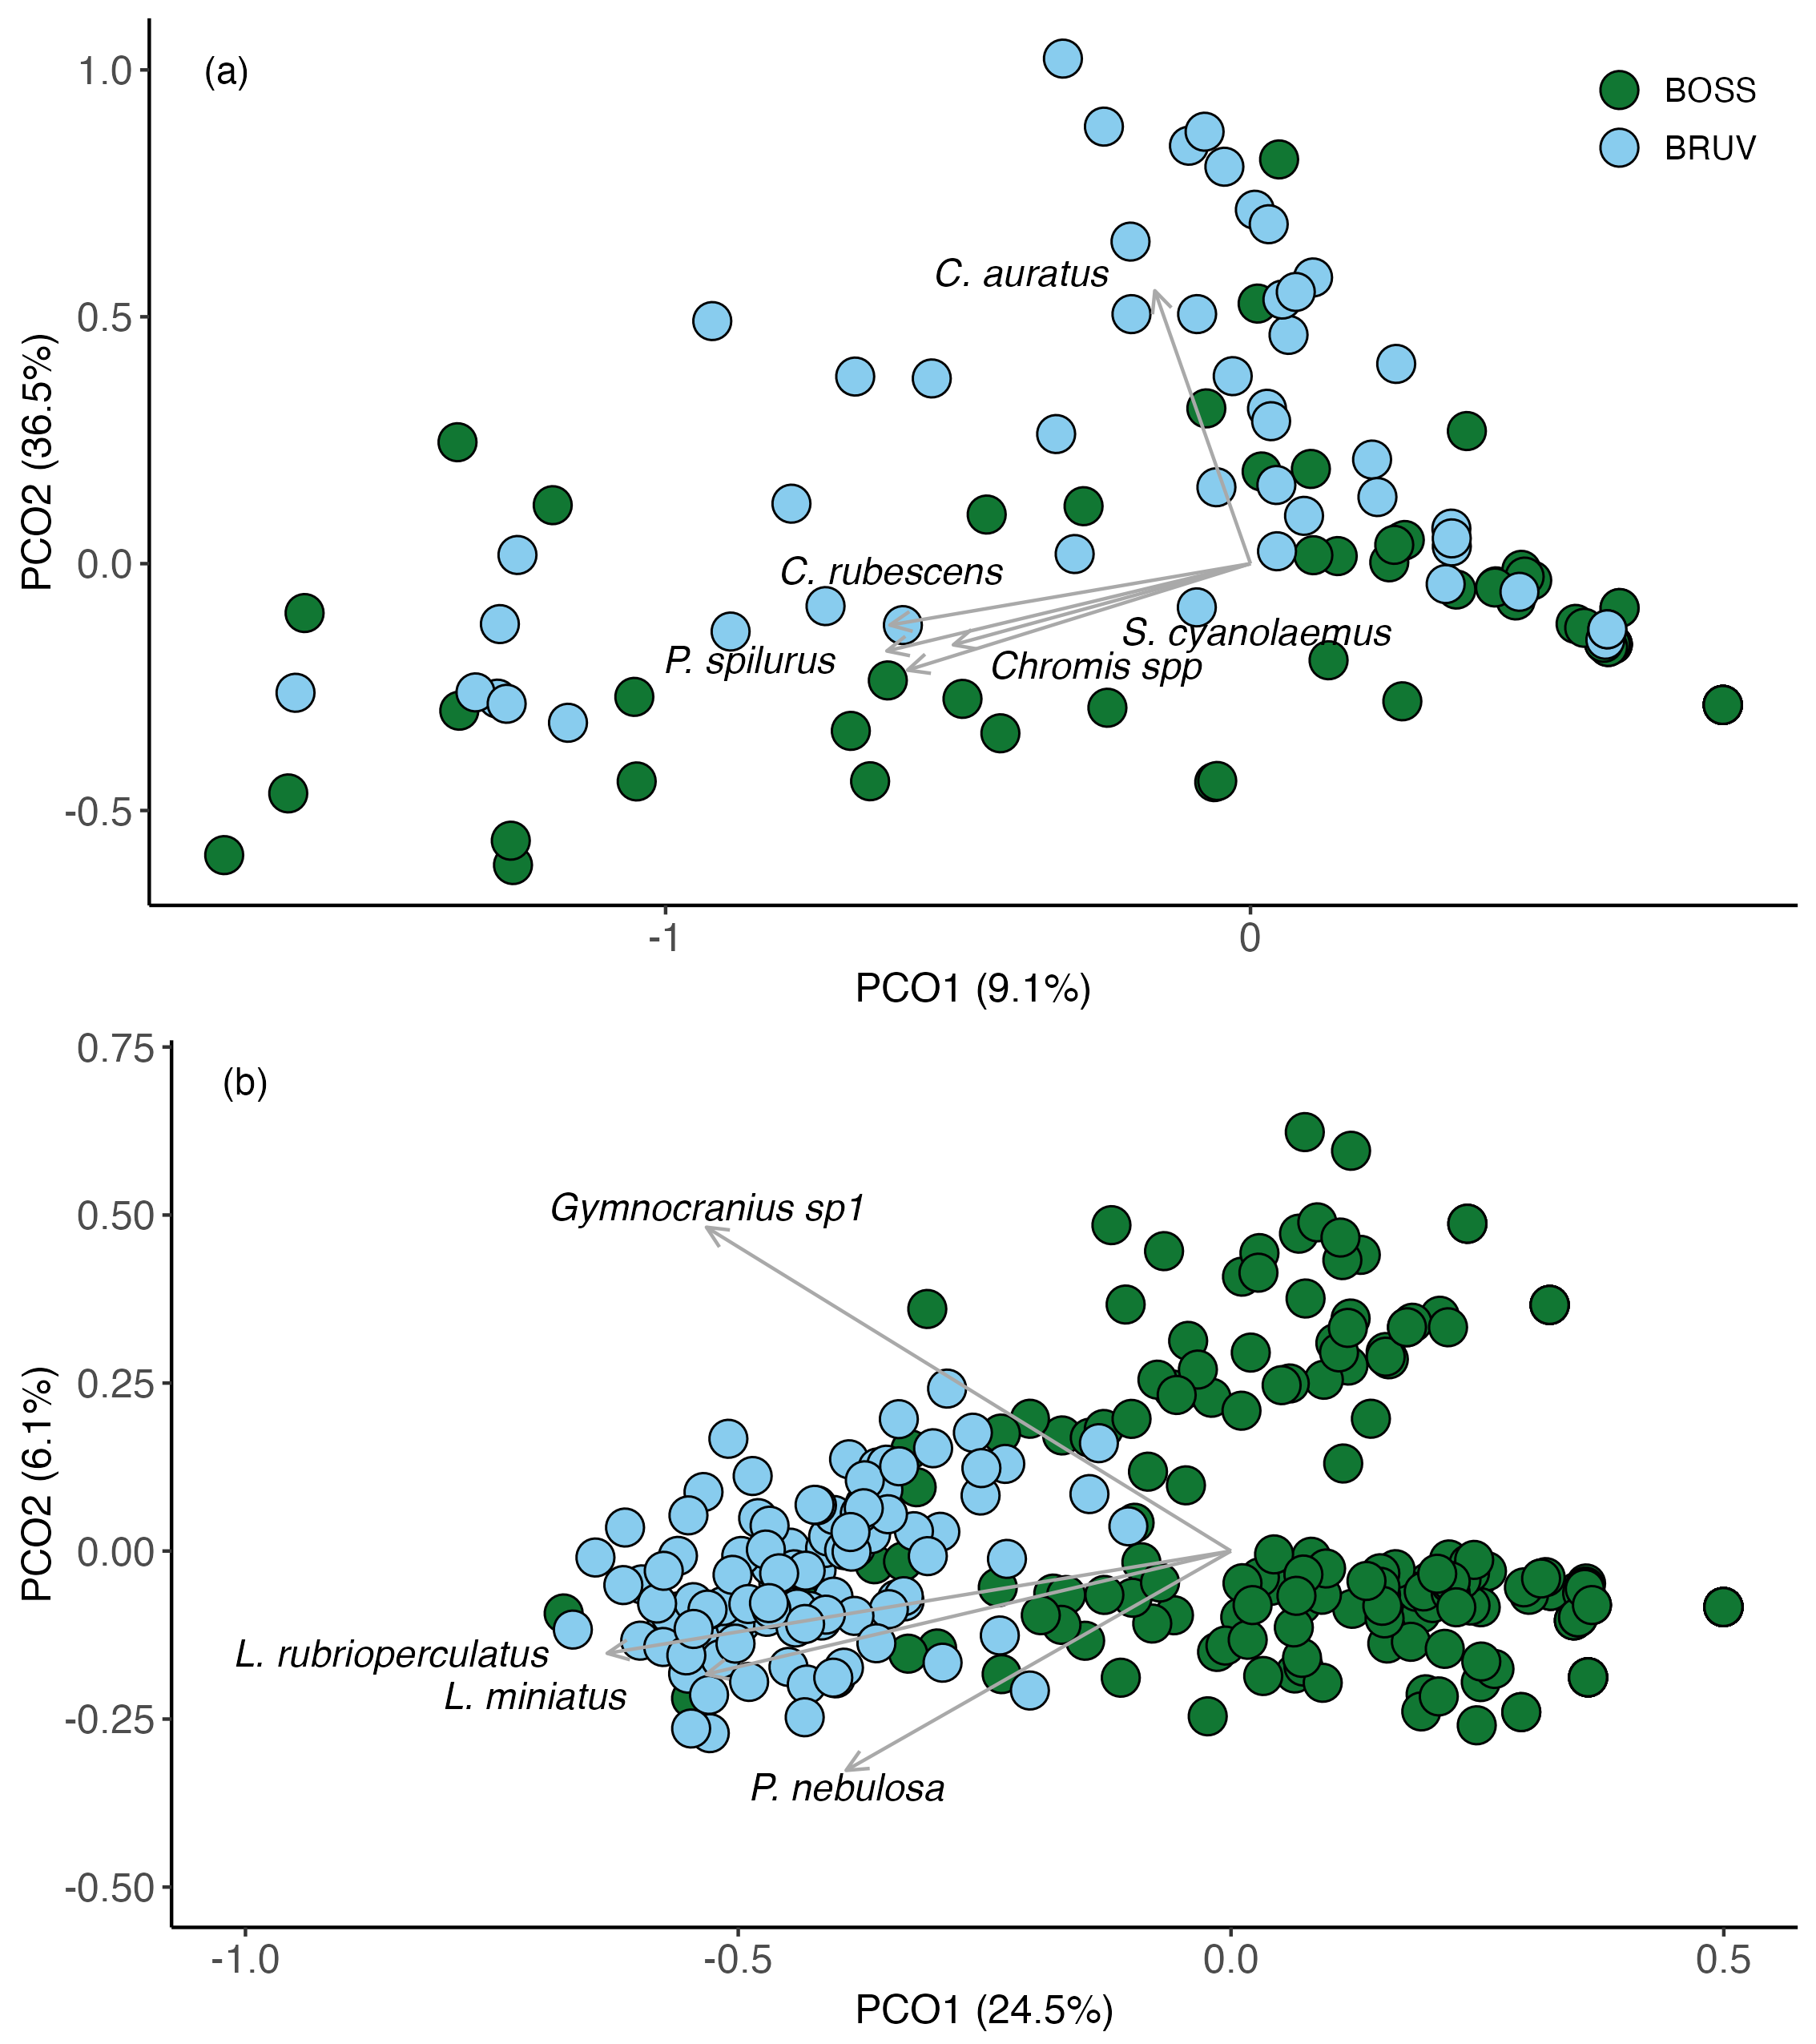 (a)
BOSS
BRUV
1.0
0.5
0.0
-0.5
PCO2 (36.5%)
C. auratus
C. rubescens
S. cyanolaemus
P. spilurus
Chromis spp
-1
0
PCO1 (9.1%)
(b)
0.75
0.50
0.25
0.00
-0.25
-0.50
PCO2 (6.1%)
Gymnocranius sp1
L. rubrioperculatus
L. miniatus
P. nebulosa
-1.0
-0.5
0.0
0.5
PCO1 (24.5%)